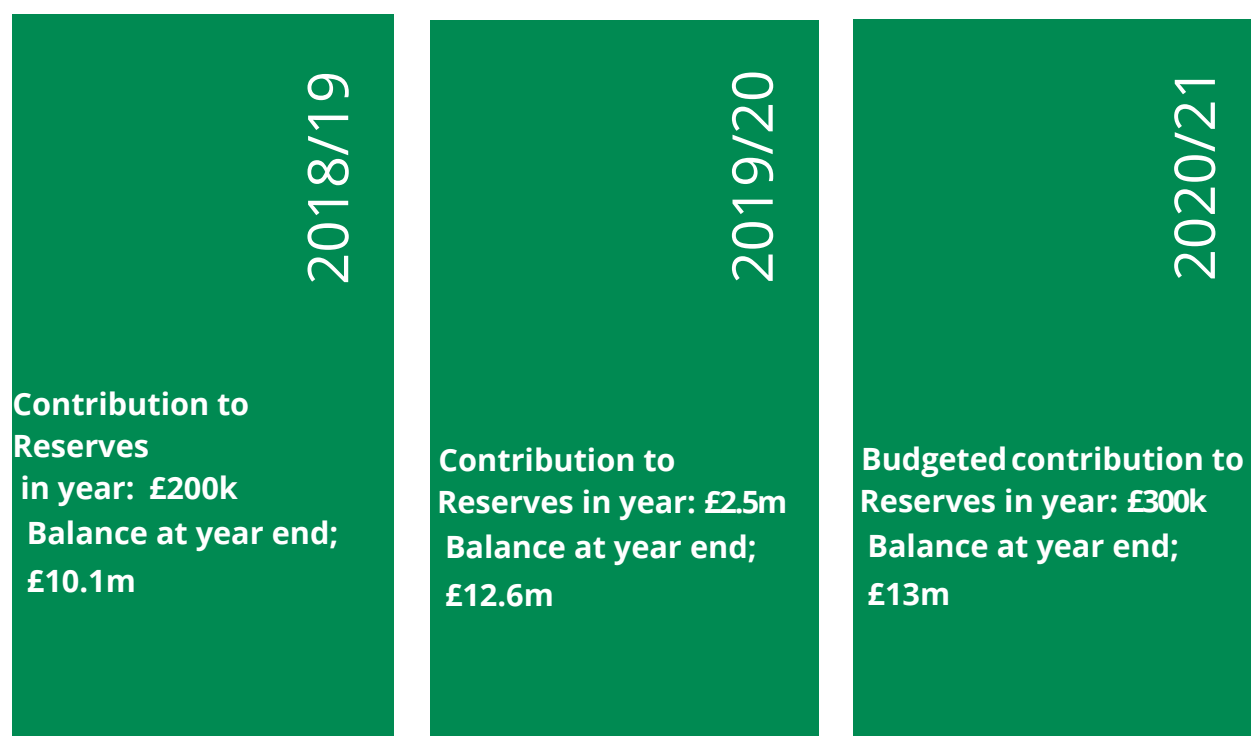 2018/19
Contribution to
Reserves
in year: £200k
Balance at year end;
£10.1m
2019/20
Contribution to
Reserves in year: £2.5m
Balance at year end;
£12.6m
2020/21
Budgeted contribution to
Reserves in year: £300k
Balance at year end;
£13m